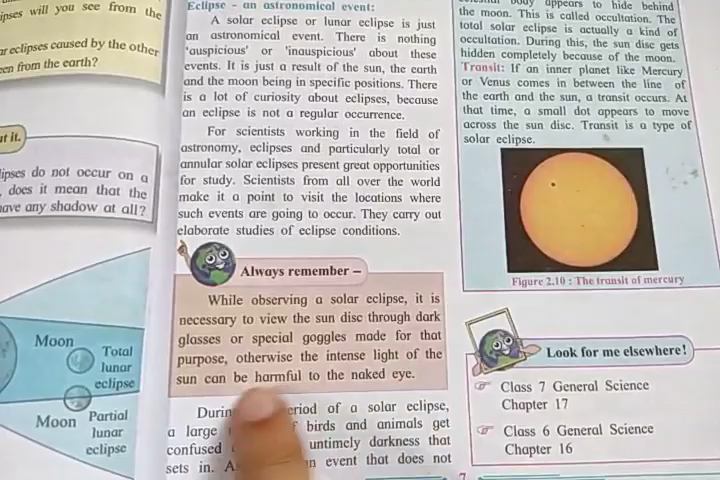 ipses will you see from the
ar eclipses caused by the other
een from the earth?
ut it.
lipses do not occur on a
, does it mean that the
have any shadow at all?
Moon
Total
lunar
eclipse
Moon
Partial
lunar
eclipse
Eclipse - an astronomical event:
A solar eclipse or lunar eclipse is just
an astronomical event. There is nothing
'auspicious' or 'inauspicious' about these
events. It is just a result of the sun, the earth
and the moon being in specific positions. There
is a lot of curiosity about eclipses, because
an eclipse is not a regular occurrence.
For scientists working in the field of
astronomy, eclipses and particularly total or
annular solar eclipses present great opportunities
for study. Scientists from all over the world
make it a point to visit the locations where
such events are going to occur. They carry out
elaborate studies of eclipse conditions.
Always remember –
While observing a solar eclipse, it is
necessary to view the sun disc through dark
glasses or special goggles made for that
purpose, otherwise the intense light of the
sun can be harmful to the naked eye.
Durin eriod of a solar eclipse,
a large f birds and animals get
confused untimely darkness that
sets in. A n event that does not
body appears to hide behind
the moon. This is called occultation. The
total solar eclipse is actually a kind of
occultation. During this, the sun disc gets
hidden completely because of the moon.
Transit: If an inner planet like Mercury
or Venus comes in between the line of
the earth and the sun, a transit occurs. At
that time, a small dot appears to move
across the sun disc. Transit is a type of
solar eclipse.
Figure 2.10 : The transit of mercury
Look for me elsewhere!
☞ Class 7 General Science
Chapter 17
☞ Class 6 General Science
Chapter 16
7